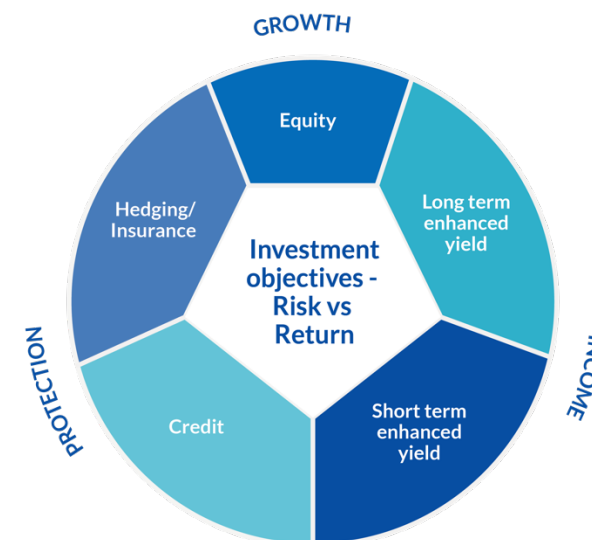 GROWTH
Equity
Long term
enhanced
yield
Hedging/
Insurance
Investment
objectives -
Risk vs
Return
PROTECTION
INCOME
Credit
Short term
enhanced
yield